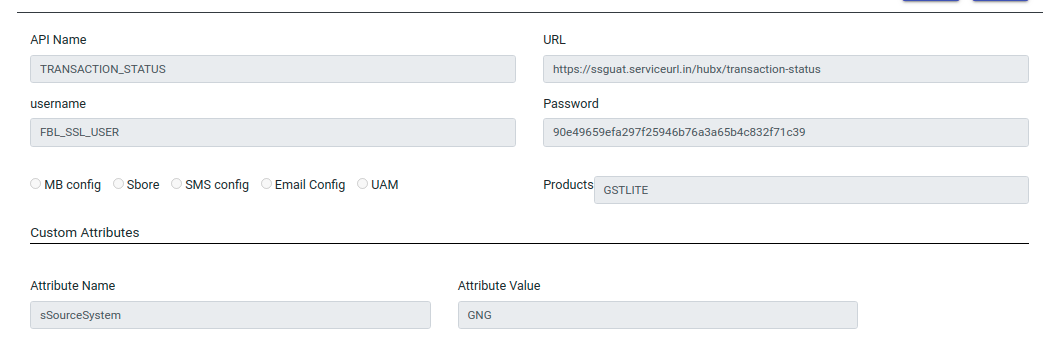 API Name URL
TRANSACTION_STATUS https://ssguat.serviceurl.in/hubx/transaction-status
username Password
FBL_SSL_USER 90e49659efa297f25946b76a3a65b4c832f71c39
MB config Sbore SMS config Email Config UAM Products GSTLITE
Custom Attributes
Attribute Name Attribute Value
sSourceSystem GNG